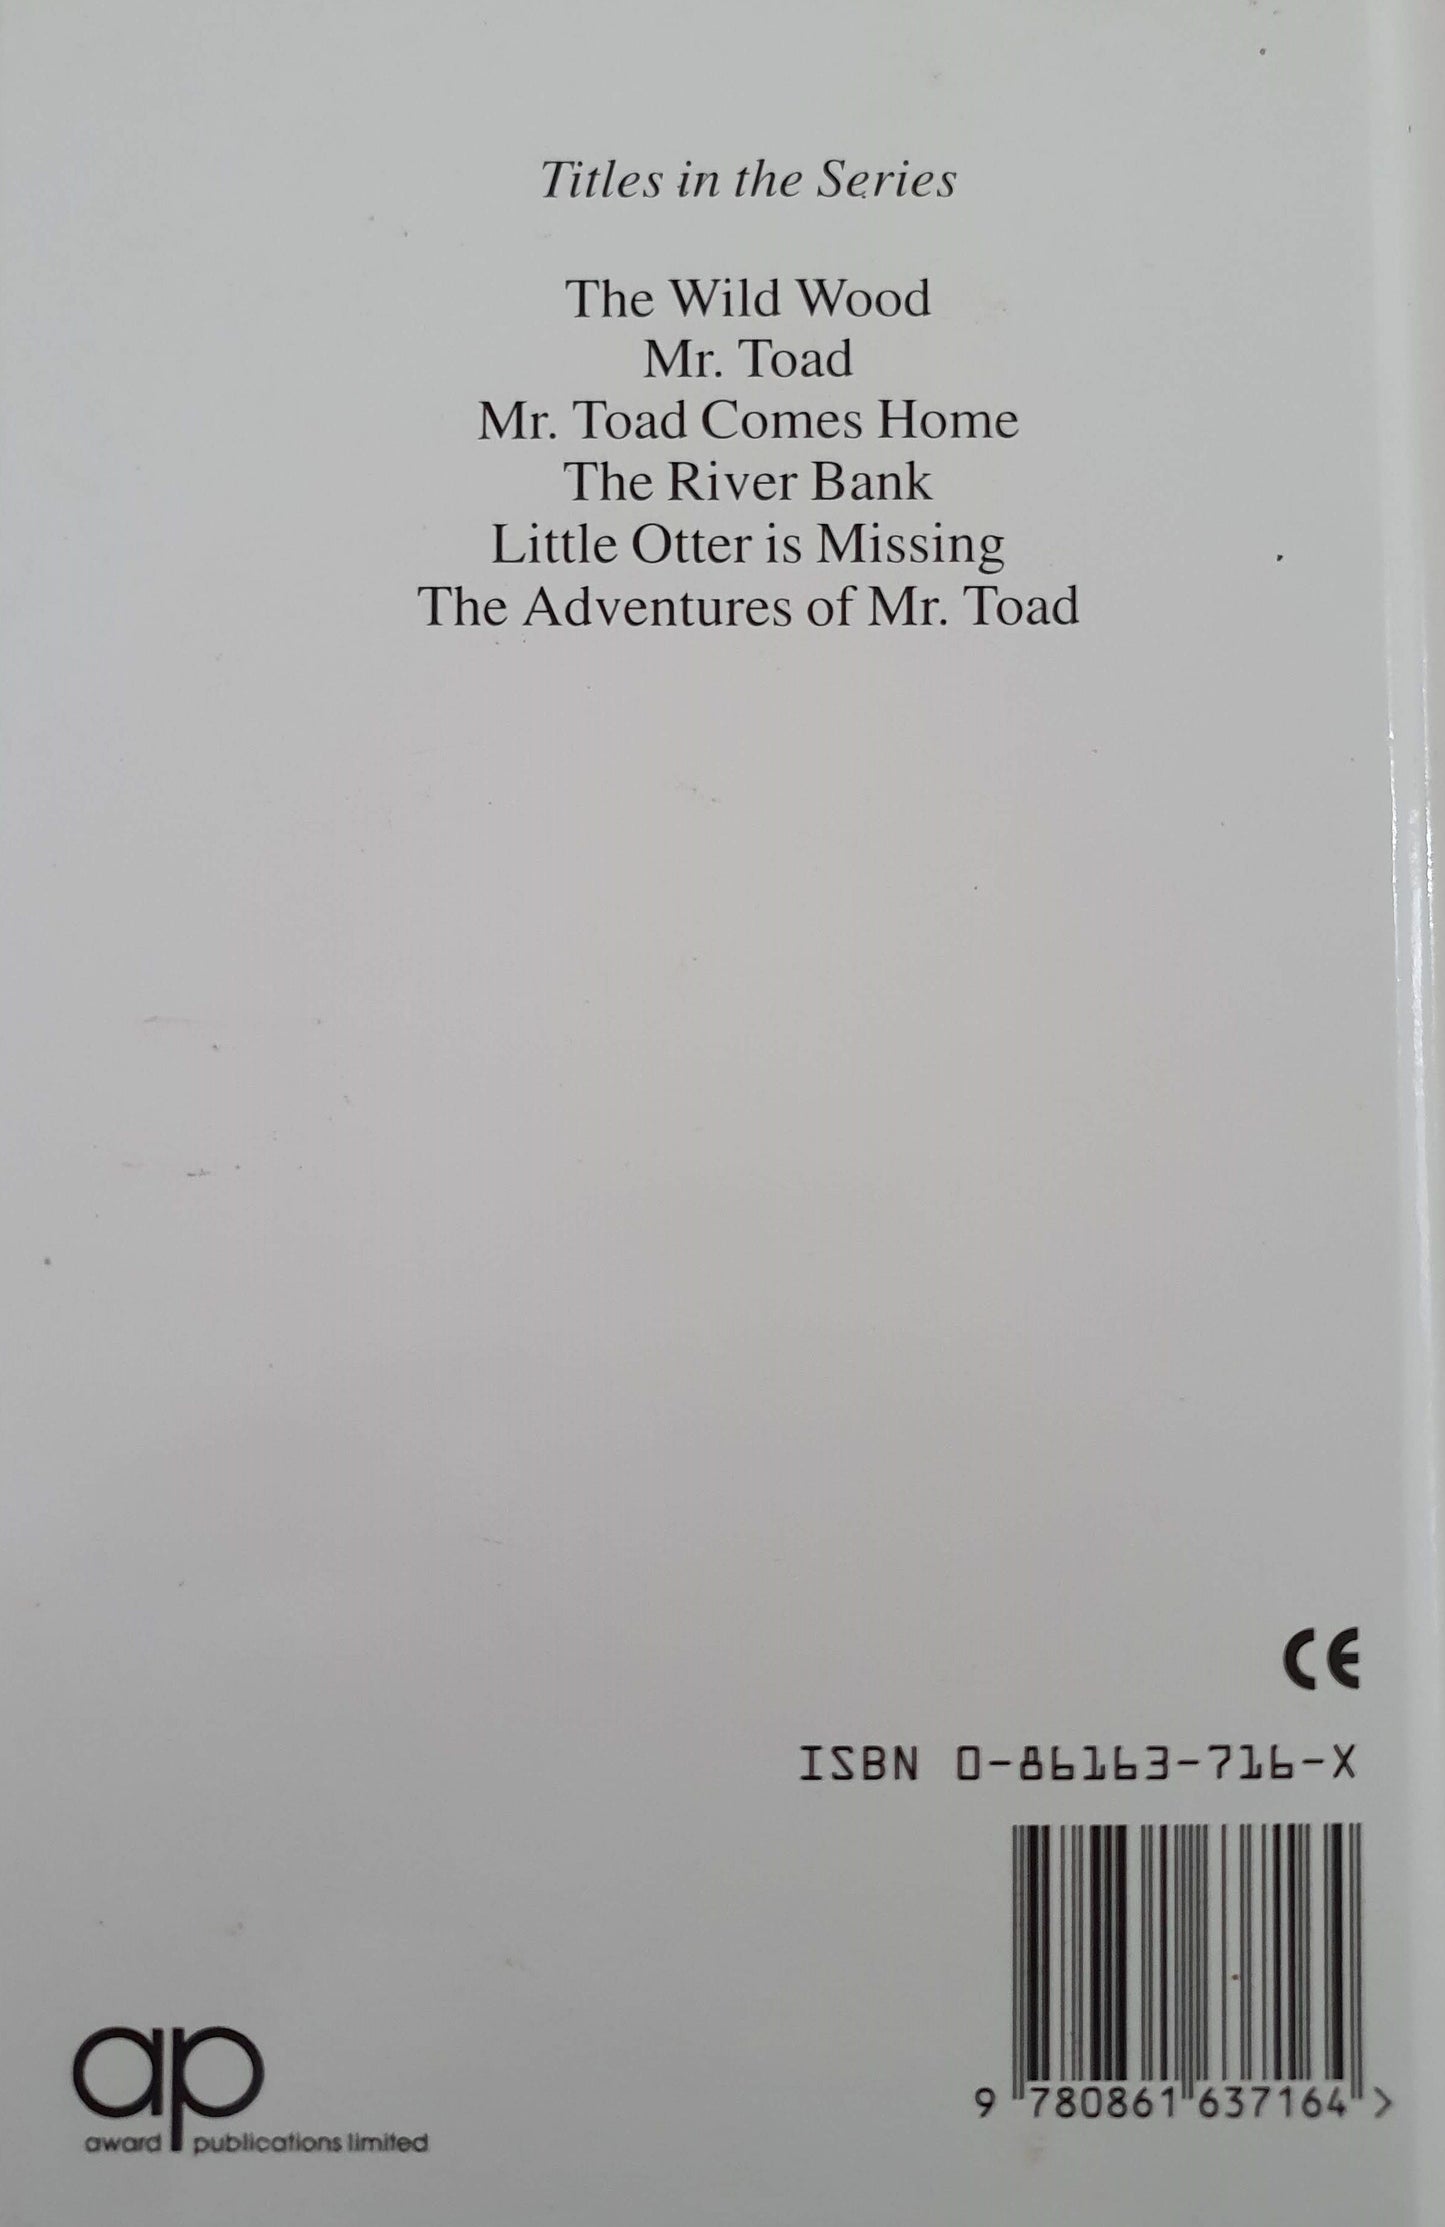 Titles in the Series
The Wild Wood
Mr. Toad
Mr. Toad Comes Home
The River Bank
Little Otter is Missing
The Adventures of Mr. Toad
CE
ISBN 0-86163-716-X
9 780861 637164 >
ap
award publications limited